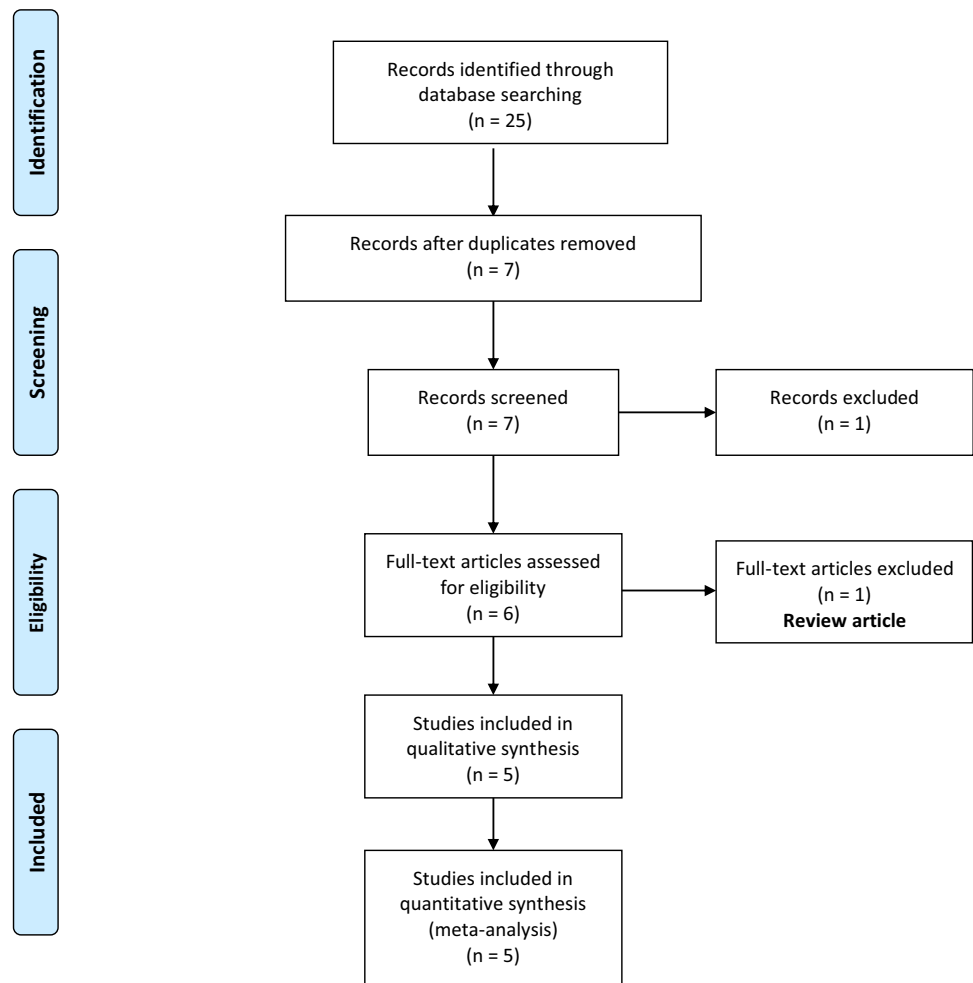 Identification
Records identified through
database searching
(n = 25)
Records after duplicates removed
(n = 7)
Screening
Records screened
(n = 7)
Records excluded
(n = 1)
Eligibility
Full-text articles assessed
for eligibility
(n = 6)
Full-text articles excluded
(n = 1)
Review article
Studies included in
qualitative synthesis
(n = 5)
Included
Studies included in
quantitative synthesis
(meta-analysis)
(n = 5)